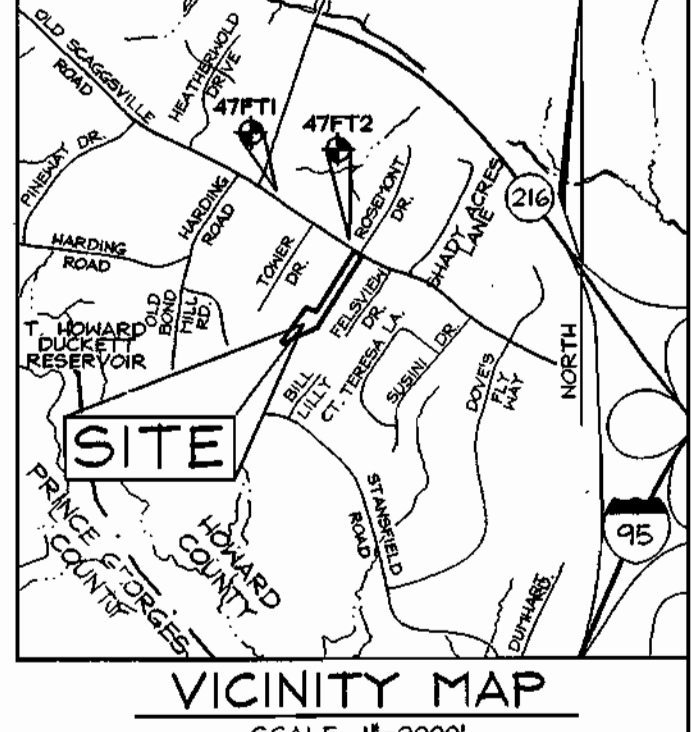 OLD SCAGGSVILLE
ROAD
HEATHERWOLD
DRIVE
47FT1
47FT2
PINEWAY DR.
216
HARDING
ROAD
ROSEMONT
DR.
SHADY ACRES
LANE
HARDING
ROAD
TOWER
DR.
OLD
BOND
MILL
RD.
FELSVIEW
DR.
T. HOWARD
DUCKETT
RESERVOIR
CT. TERESA LA.
SUSINI DR.
DOVE'S
FLY
WAY
NORTH
BILL
LILLY
SITE
STANSFIELD
ROAD
95
PRINCE GEORGES
COUNTY
HOWARD
COUNTY
VICINITY MAP